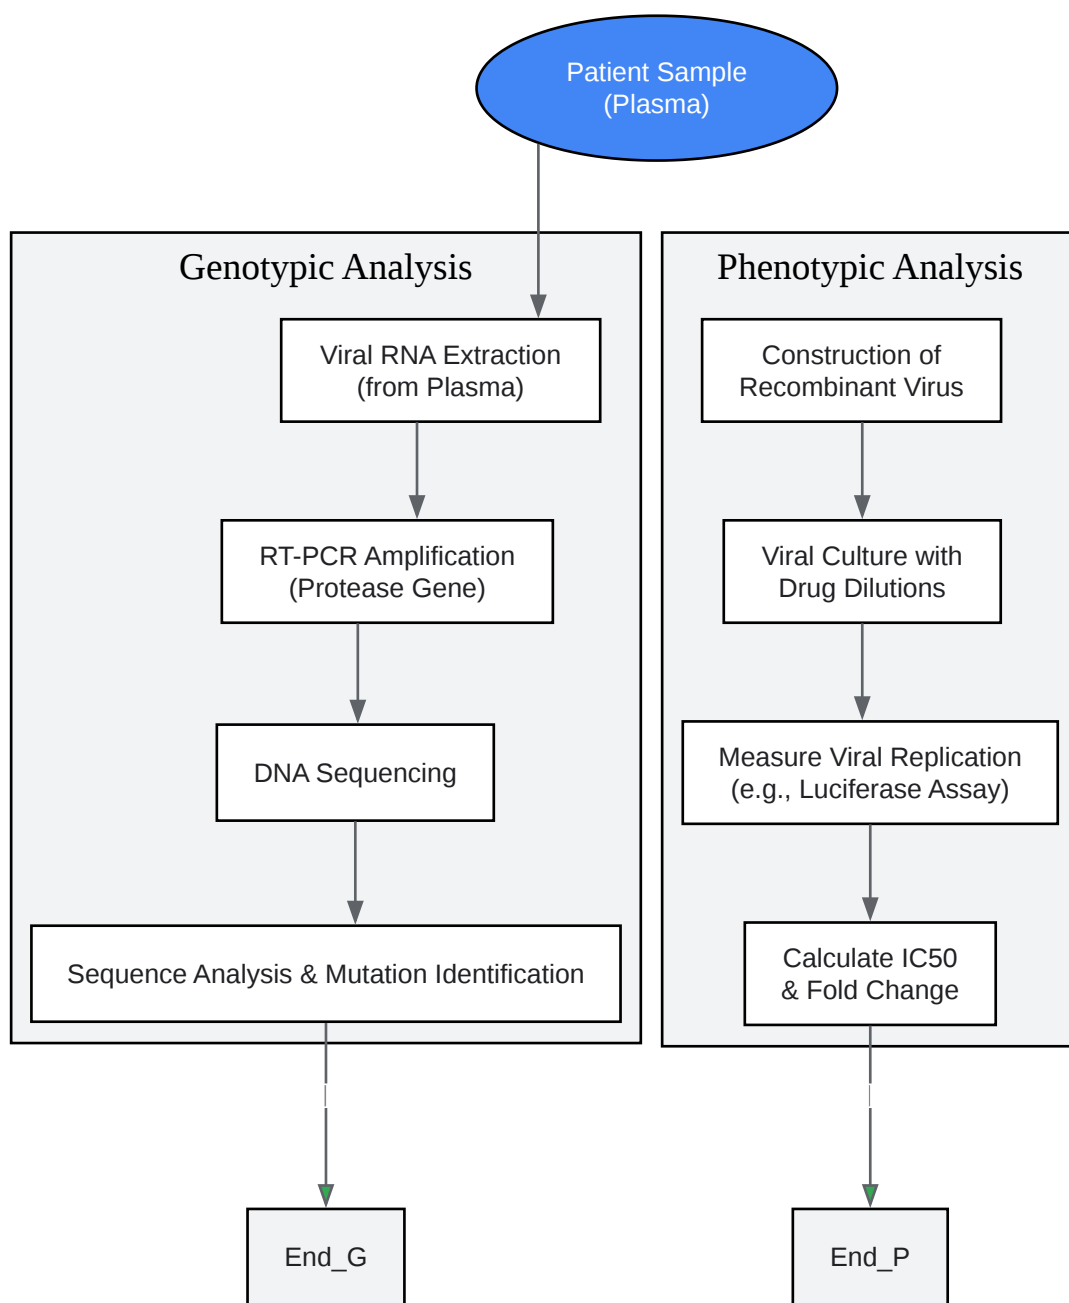 Patient Sample
(Plasma)
Genotypic Analysis
Viral RNA Extraction
(from Plasma)
RT-PCR Amplification
(Protease Gene)
DNA Sequencing
Sequence Analysis & Mutation Identification
End_G
Phenotypic Analysis
Construction of
Recombinant Virus
Viral Culture with
Drug Dilutions
Measure Viral Replication
(e.g., Luciferase Assay)
Calculate IC50
& Fold Change
End_P